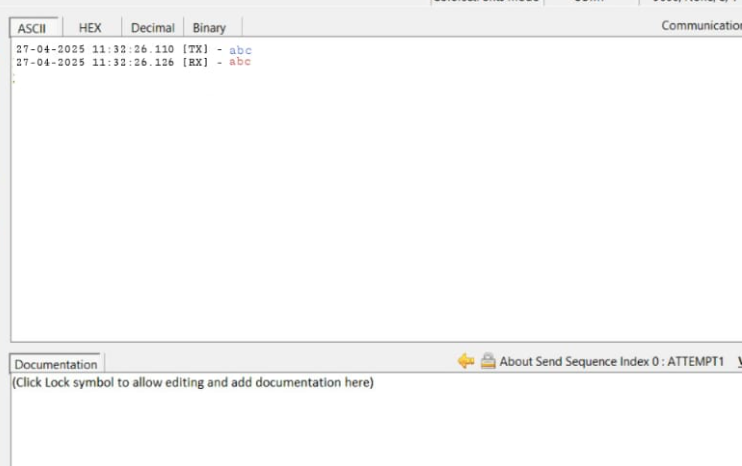 ASCII HEX Decimal Binary Communication
27-04-2025 11:32:26.110 [TX] - abc
27-04-2025 11:32:26.126 [RX] - abc
Documentation About Send Sequence Index 0 : ATTEMPT1
(Click Lock symbol to allow editing and add documentation here)